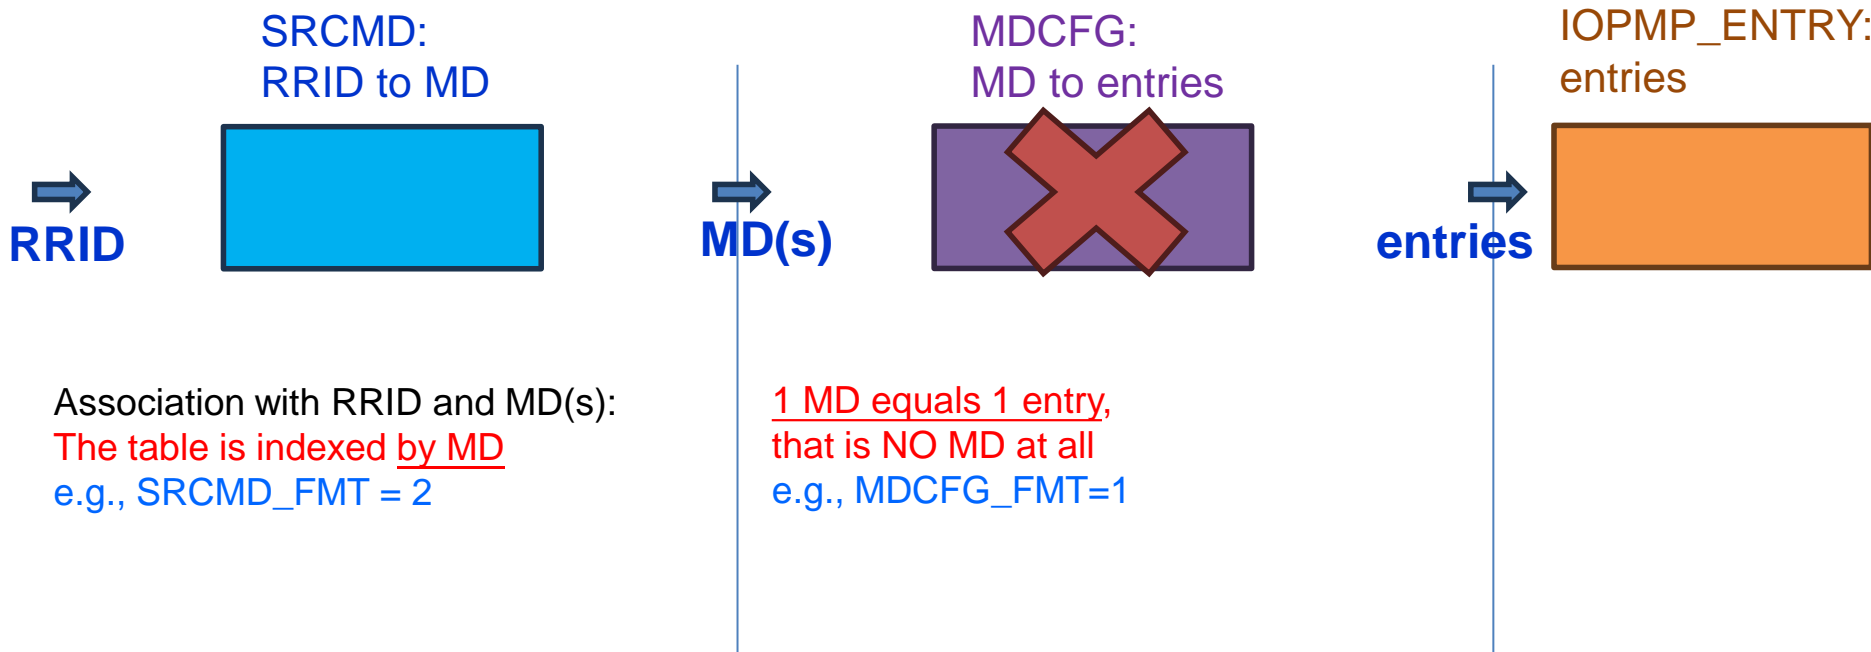 SRCMD:
RRID to MD
MDCFG:
MD to entries
IOPMP_ENTRY:
entries
RRID
MD(s)
entries
Association with RRID and MD(s):
The table is indexed by MD
e.g., SRCMD_FMT = 2
1 MD equals 1 entry,
that is NO MD at all
e.g., MDCFG_FMT=1